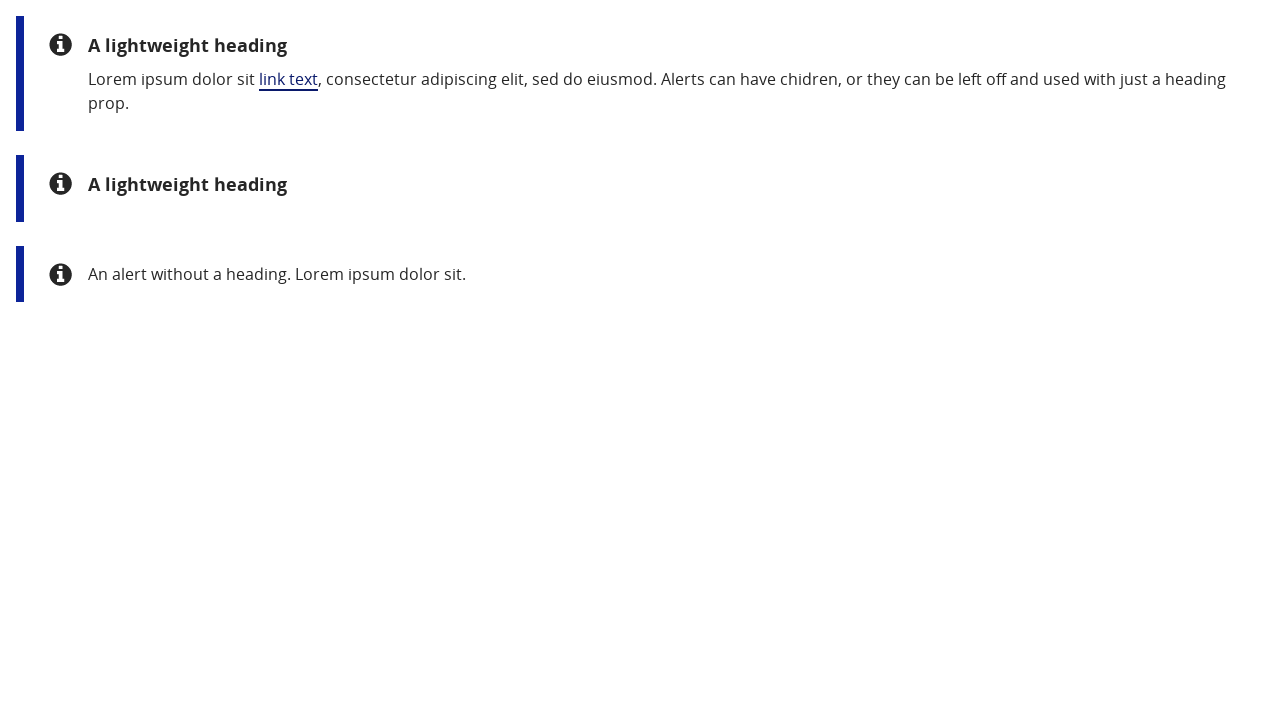 A lightweight heading
Lorem ipsum dolor sit link text, consectetur adipiscing elit, sed do eiusmod. Alerts can have chidren, or they can be left off and used with just a heading
prop.
A lightweight heading
An alert without a heading. Lorem ipsum dolor sit.